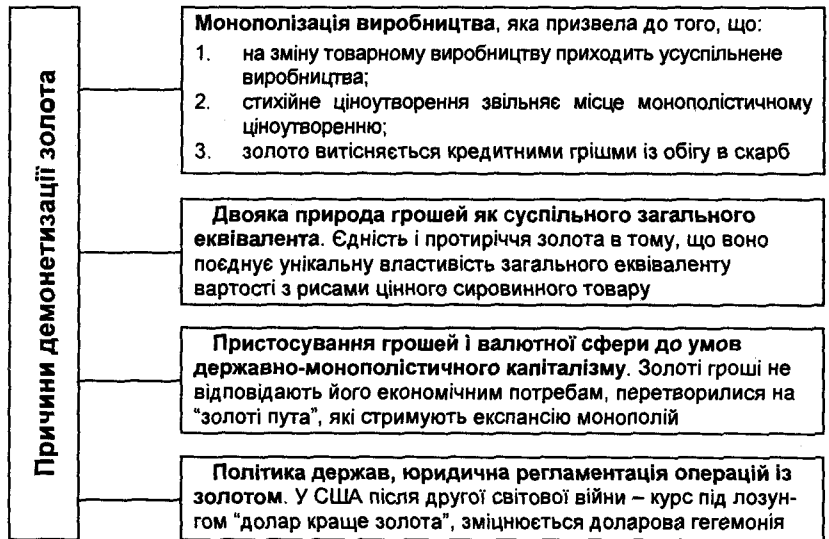 Причини демонетизації золота
Монополізація виробництва, яка призвела до того, що:
1. на зміну товарному виробництву приходить усуспільнене
виробництва;
2. стихійне ціноутворення звільняє місце монополістичному
ціноутворенню;
3. золото витісняється кредитними грішми із обігу в скарб
Двояка природа грошей як суспільного загального
еквівалента. Єдність і протиріччя золота в тому, що воно
поєднує унікальну властивість загального еквіваленту
вартості з рисами цінного сировинного товару
Пристосування грошей і валютної сфери до умов
державно-монополістичного капіталізму. Золоті гроші не
відповідають його економічним потребам, перетворилися на
“золоті пута”, які стримують експансію монополій
Політика держав, юридична регламентація операцій із
золотом. У США після другої світової війни – курс під лозун-
гом “долар краще золота”, зміцнюється доларова гегемонія